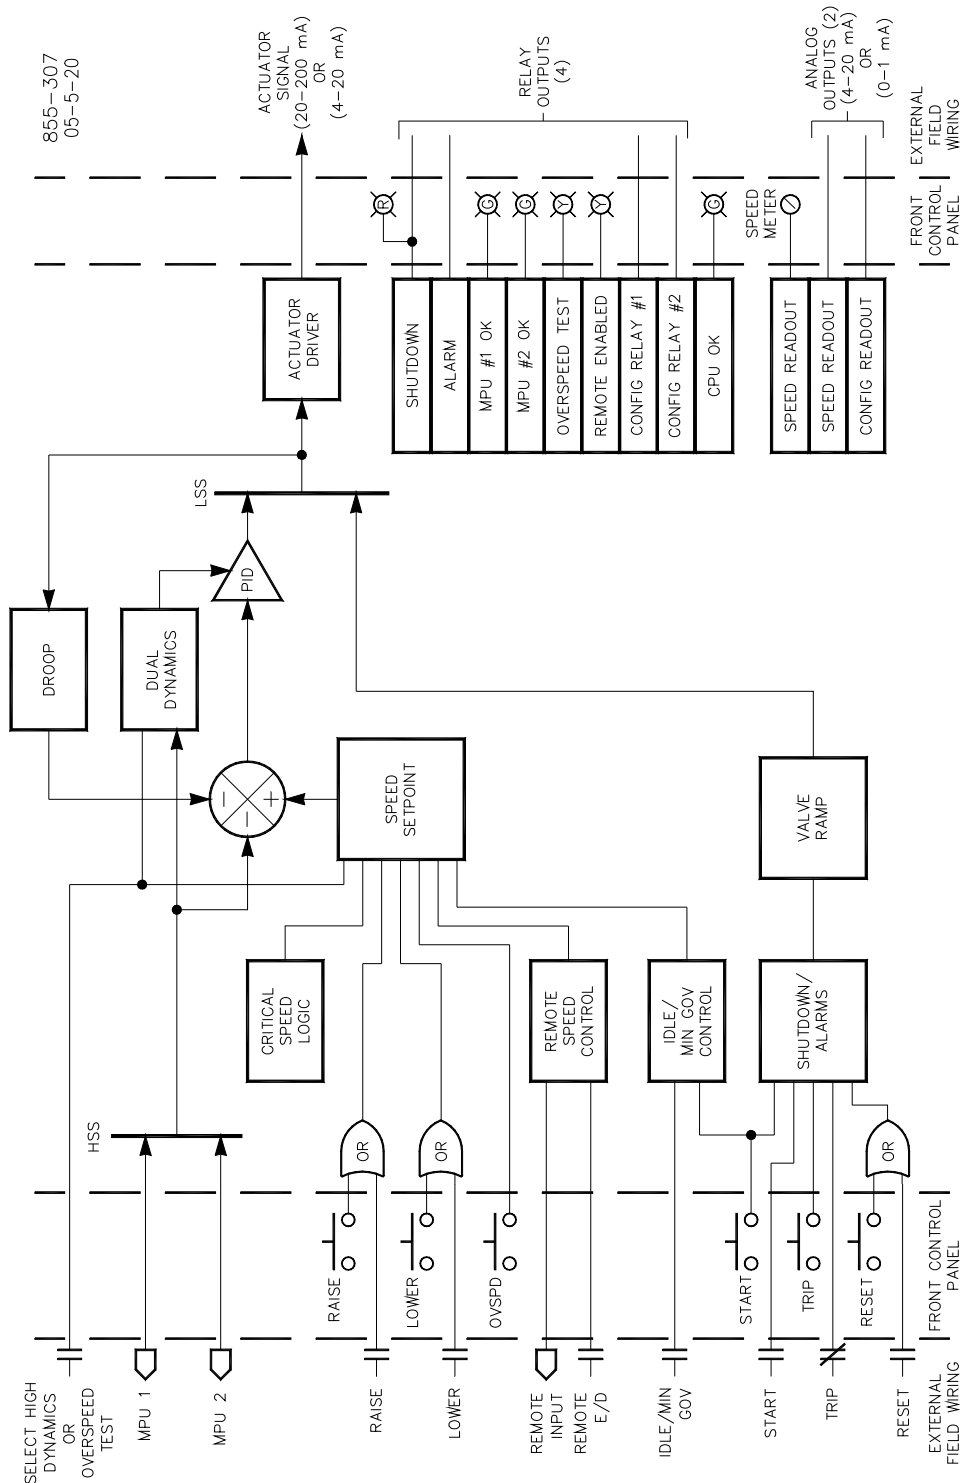 855-307
05-5-20
ACTUATOR
SIGNAL
(20-200 mA)
OR
(4-20 mA)
RELAY
OUTPUTS
(4)
ANALOG
OUTPUTS (2)
(4-20 mA)
OR
(0-1 mA)
EXTERNAL
FIELD
WIRING
R
G
G
Y
Y
G
SPEED
METER
FRONT
CONTROL
PANEL
ACTUATOR
DRIVER
SHUTDOWN
ALARM
MPU #1 OK
MPU #2 OK
OVERSPEED TEST
REMOTE ENABLED
CONFIG RELAY #1
CONFIG RELAY #2
CPU OK
SPEED READOUT
SPEED READOUT
CONFIG READOUT
LSS
PID
DROOP
DUAL
DYNAMICS
SPEED
SETPOINT
VALVE
RAMP
CRITICAL
SPEED
LOGIC
REMOTE
SPEED
CONTROL
IDLE/
MIN GOV
CONTROL
SHUTDOWN/
ALARMS
HSS
OR
OR
OR
RAISE
LOWER
OVSPD
START
TRIP
RESET
FRONT CONTROL
PANEL
SELECT HIGH
DYNAMICS
OR
OVERSPEED
TEST
MPU 1
MPU 2
RAISE
LOWER
REMOTE
INPUT
REMOTE
E/D
IDLE/MIN
GOV
START
TRIP
RESET
EXTERNAL
FIELD WIRING